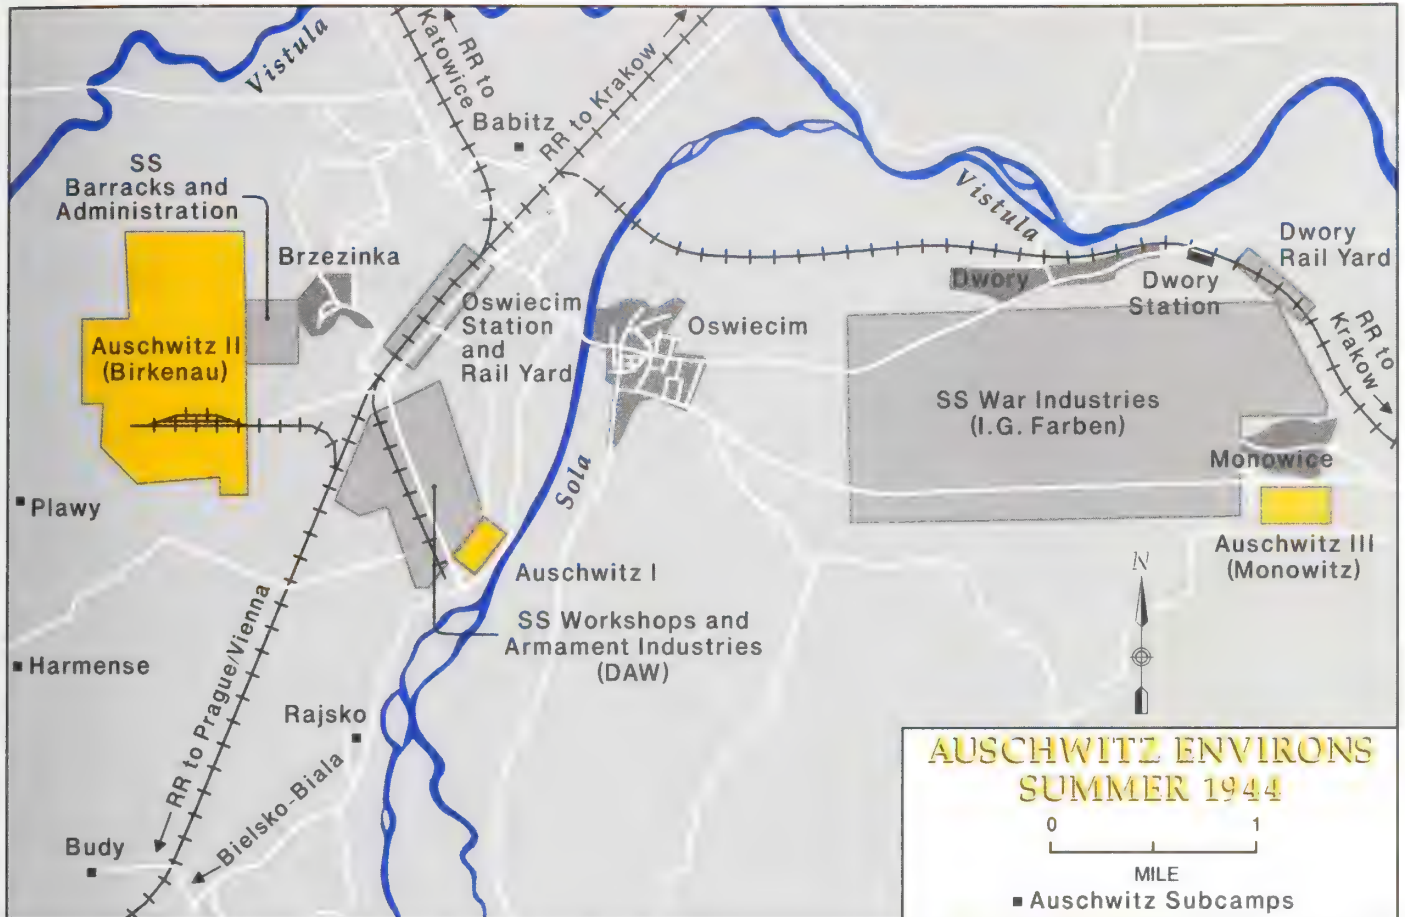 Vistula
RR to
Katowice
RR to Krakow
Babitz
SS
Barracks and
Administration
Brzezinka
Vistula
Dwory
Rail Yard
Dwory
Dwory
Station
Oswiecim
Station
and
Rail Yard
Oswiecim
RR to
Krakow
Auschwitz II
(Birkenau)
SS War Industries
(I.G. Farben)
Monowice
Plawy
Sola
Auschwitz III
(Monowitz)
N
Auschwitz I
SS Workshops and
Armament Industries
(DAW)
Harmense
RR to Prague/Vienna
Rajsko
Bielsko-Biala
Budy
AUSCHWITZ ENVIRONS
SUMMER 1944
0 1
MILE
Auschwitz Subcamps